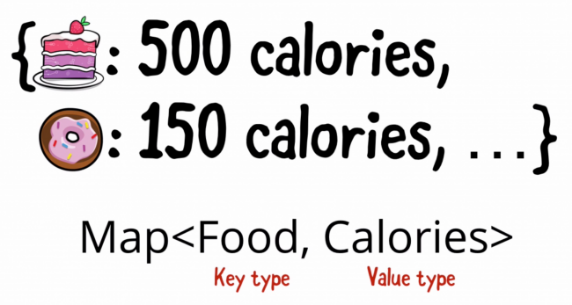 { : 500 calories,
: 150 calories, ...}
Map<Food, Calories>
Key type Value type